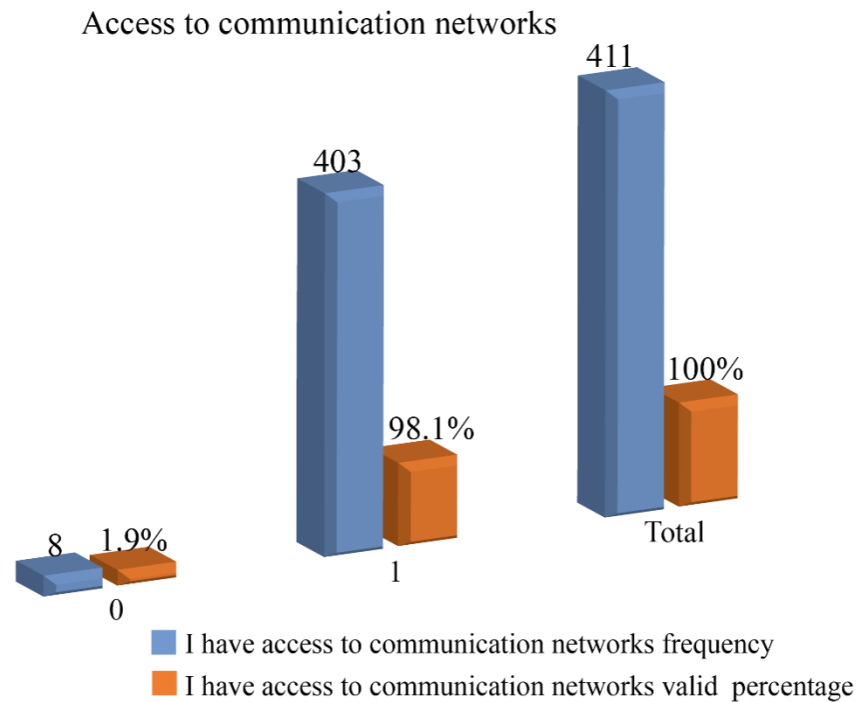 Access to communication networks
411
403
100%
98.1%
8 1.9%
Total
1
0
I have access to communication networks frequency
I have access to communication networks valid percentage